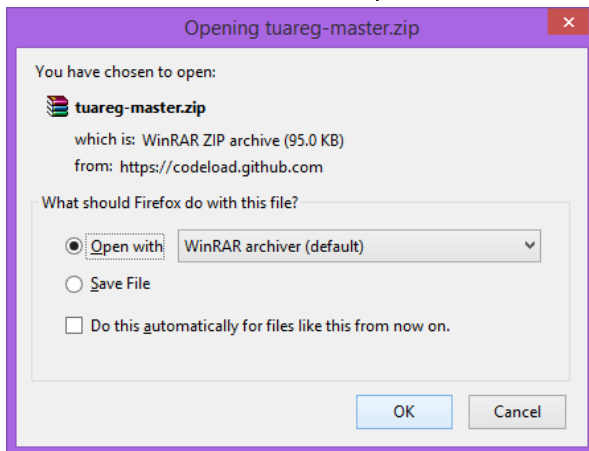 Opening tuareg-master.zip
You have chosen to open:
tuareg-master.zip
which is: WinRAR ZIP archive (95.0 KB)
from: https://codeload.github.com
What should Firefox do with this file?
Open with WinRAR archiver (default)
Save File
Do this automatically for files like this from now on.
OK Cancel